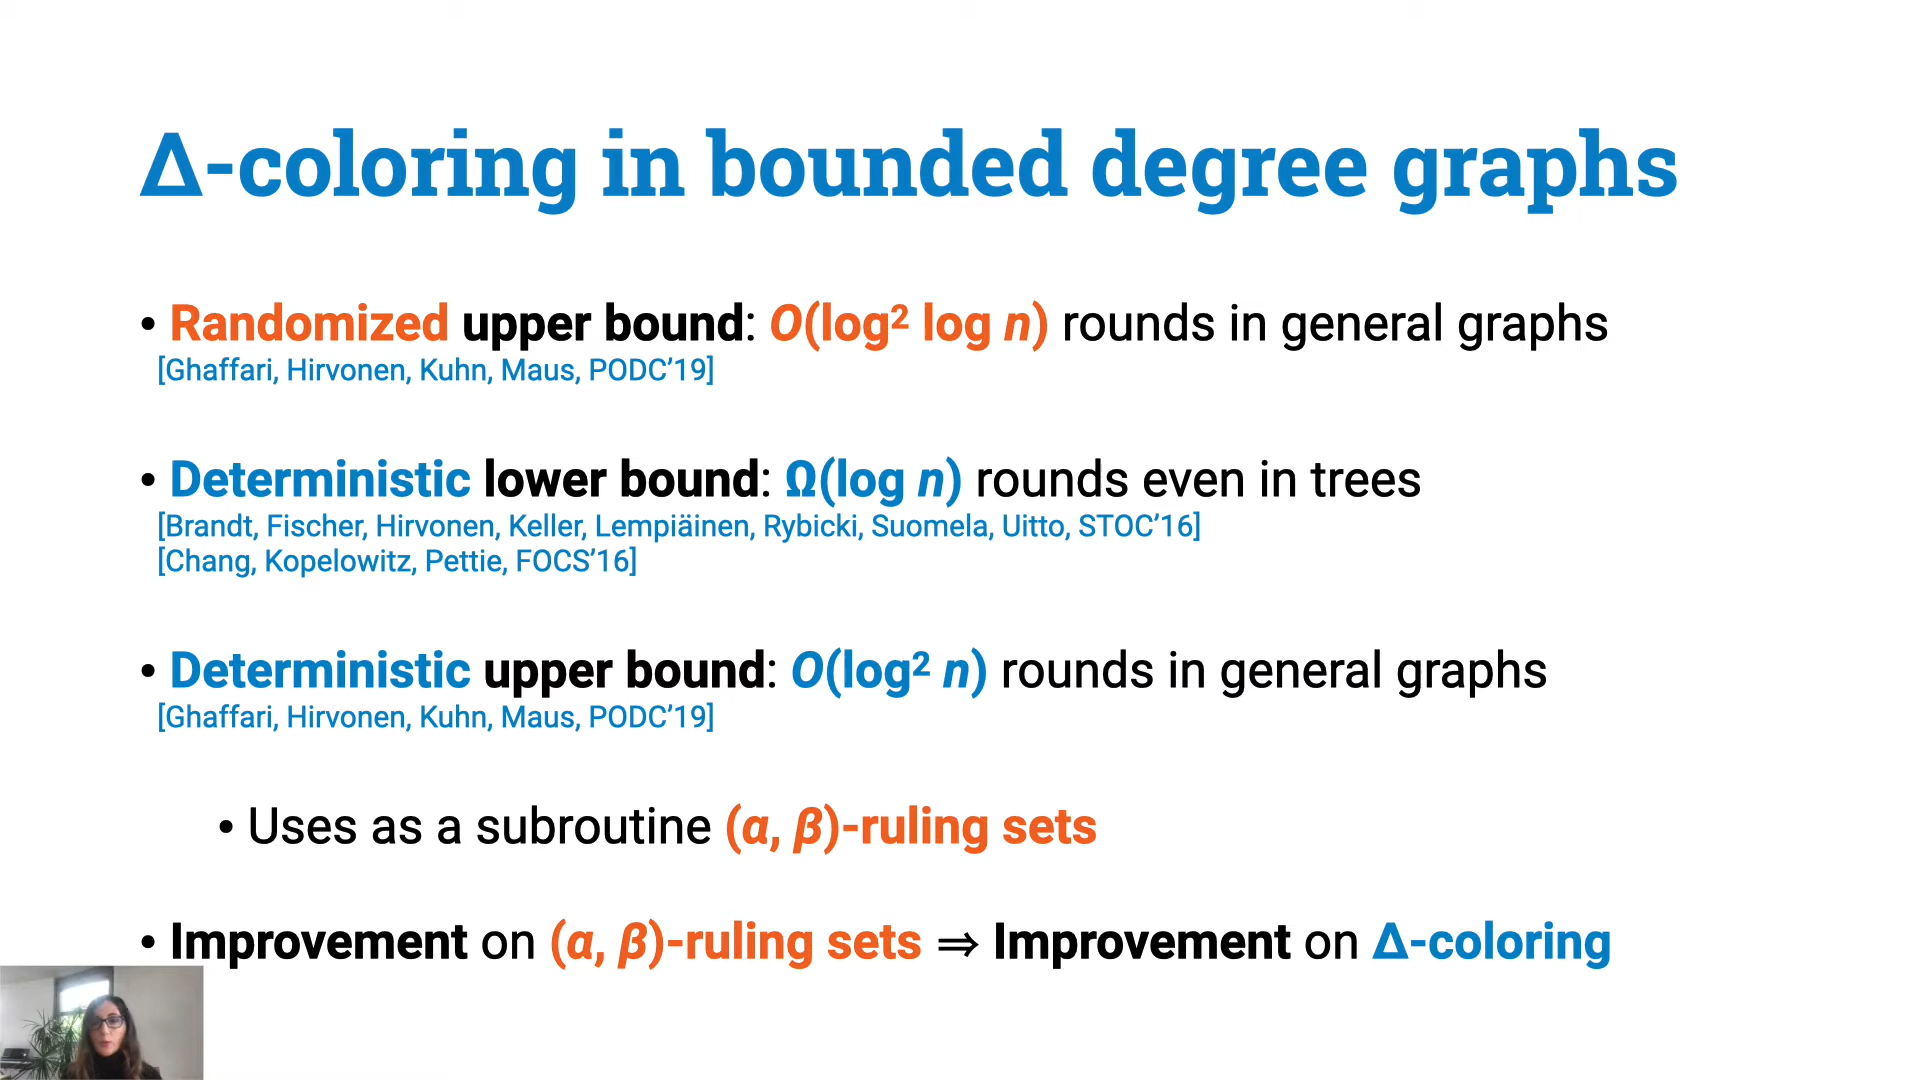 Δ-coloring in bounded degree graphs
• Randomized upper bound: O(log² log n) rounds in general graphs
[Ghaffari, Hirvonen, Kuhn, Maus, PODC’19]
• Deterministic lower bound: Ω(log n) rounds even in trees
[Brandt, Fischer, Hirvonen, Keller, Lempiäinen, Rybicki, Suomela, Uitto, STOC’16]
[Chang, Kopelowitz, Pettie, FOCS’16]
• Deterministic upper bound: O(log² n) rounds in general graphs
[Ghaffari, Hirvonen, Kuhn, Maus, PODC’19]
• Uses as a subroutine (α, β)-ruling sets
• Improvement on (α, β)-ruling sets ⇒ Improvement on Δ-coloring